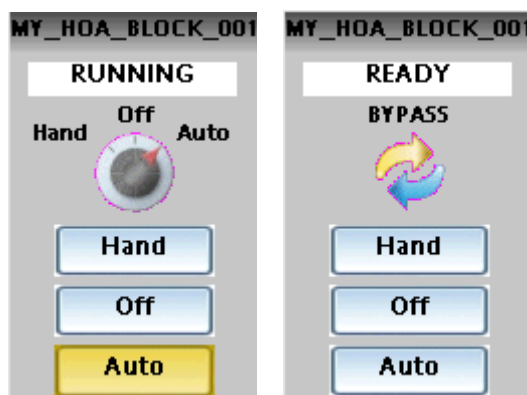 MY_HOA_BLOCK_001
RUNNING
Off
Hand Auto
Hand
Off
Auto
MY_HOA_BLOCK_001
READY
BYPASS
Hand
Off
Auto